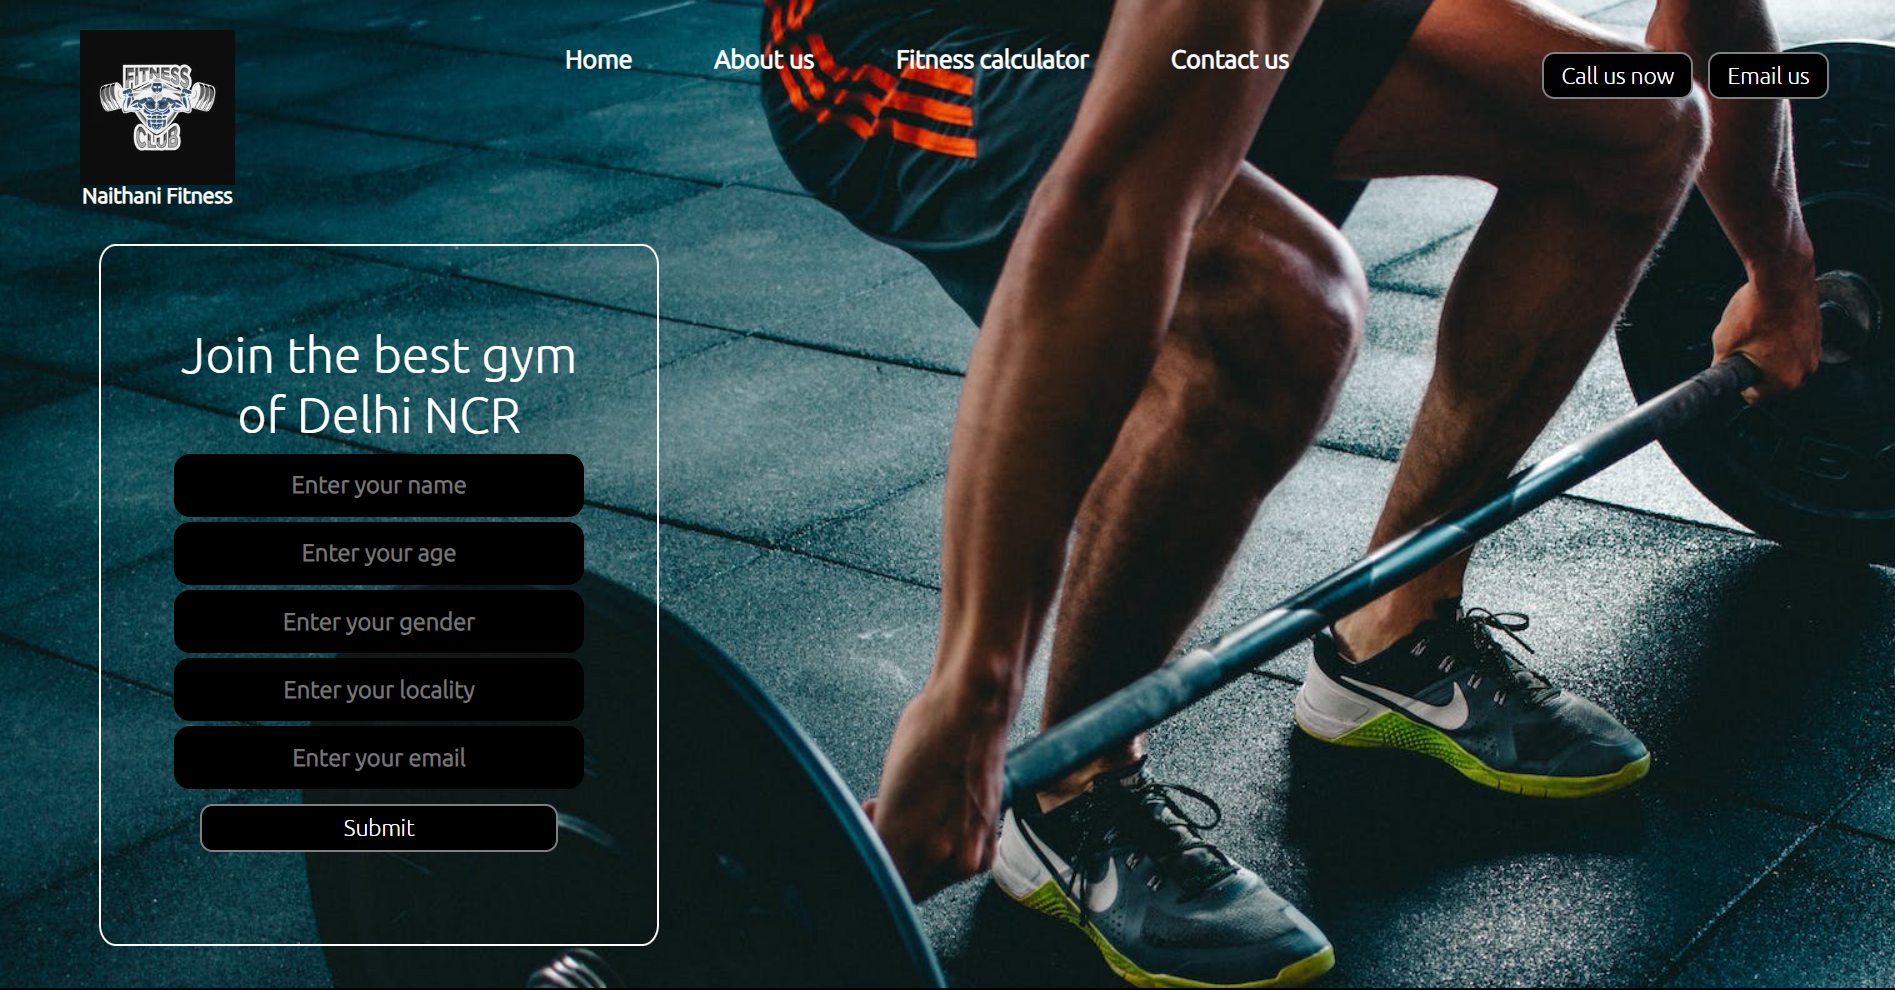 FITNESS
CLUB
Naithani Fitness
Home
About us
Fitness calculator
Contact us
Call us now
Email us
Join the best gym
of Delhi NCR
Enter your name
Enter your age
Enter your gender
Enter your locality
Enter your email
Submit